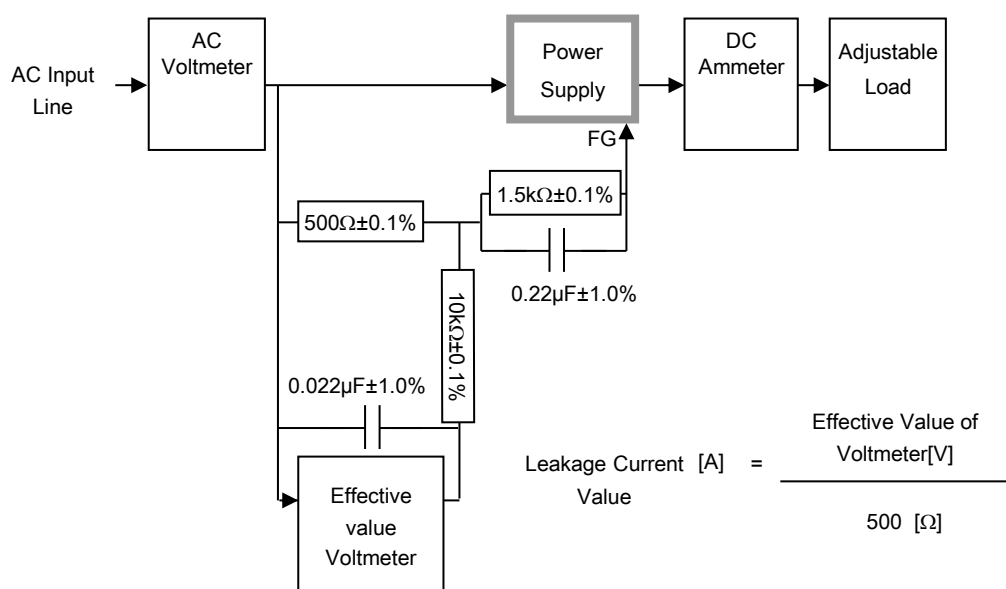 AC Input
Line
AC
Voltmeter
Power
Supply
DC
Ammeter
Adjustable
Load
FG
1.5kΩ±0.1%
500Ω±0.1%
0.22µF±1.0%
10kΩ±0.1%
0.022µF±1.0%
Effective
value
Voltmeter
Leakage Current [A] =
Value
Effective Value of
Voltmeter[V]
500 [Ω]